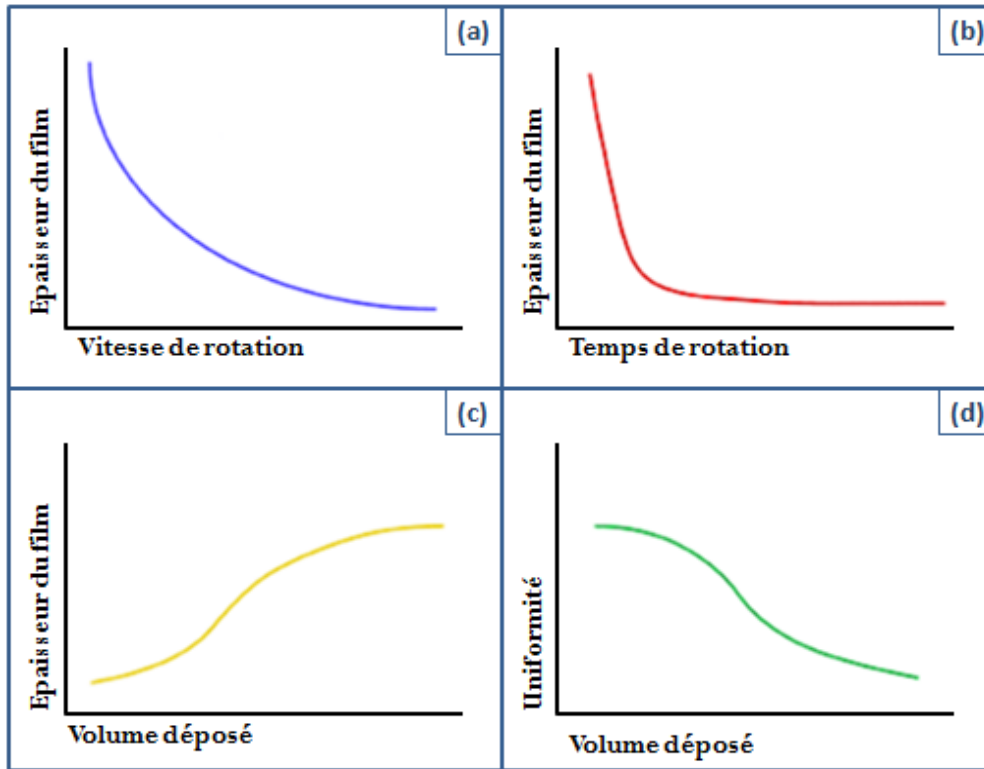 (a)
Epaisseur du film
Vitesse de rotation
(b)
Epaisseur du film
Temps de rotation
(c)
Epaisseur du film
Volume déposé
(d)
Uniformité
Volume déposé